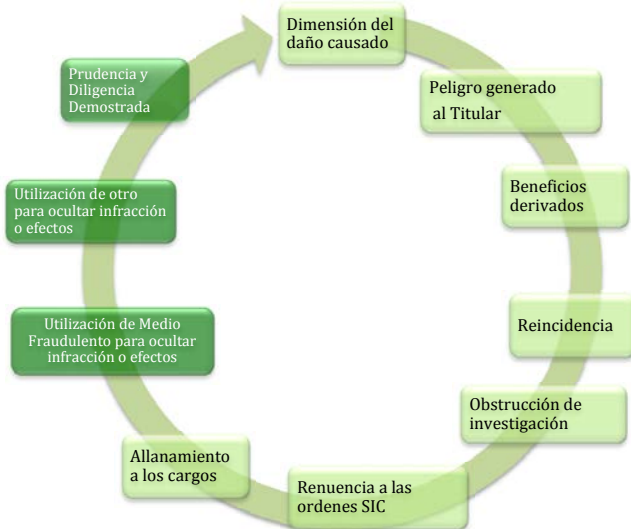 Dimensión del
daño causado
Peligro generado
al Titular
Beneficios
derivados
Reincidencia
Obstrucción de
investigación
Renuencia a las
ordenes SIC
Allanamiento
a los cargos
Utilización de Medio
Fraudulento para ocultar
infracción o efectos
Utilización de otro
para ocultar infracción
o efectos
Prudencia y
Diligencia
Demostrada